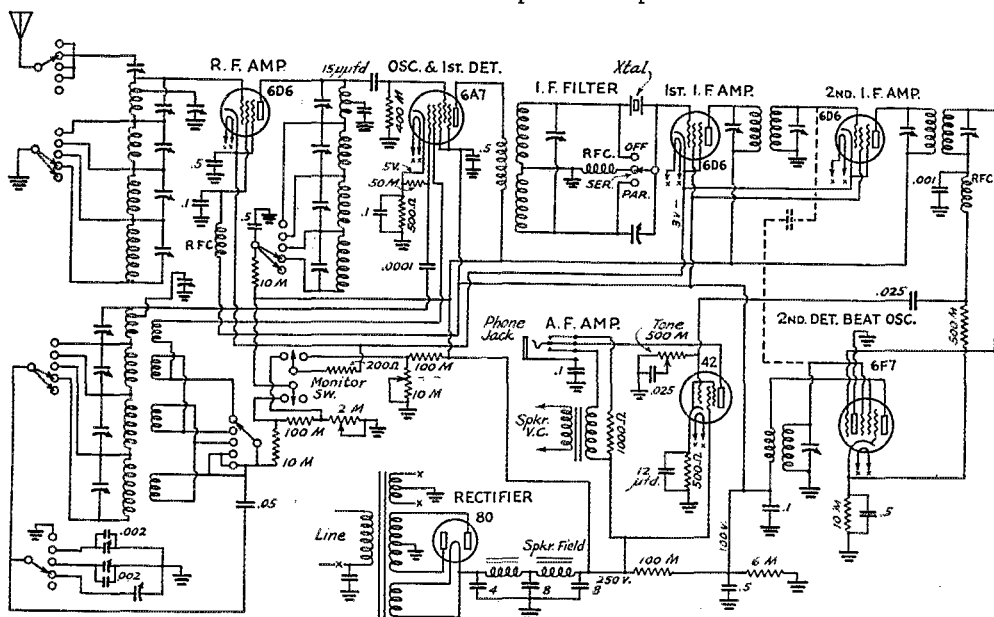 R.F. AMP.
6D6
15μμfd
OSC. & 1ST. DET.
6A7
400 M
.5
.5
.1
RFC
5V.
50 M
500Ω
.1
.5
10 M
.0001
I.F. FILTER
Xtal
RFC.
OFF
SER.
PAR.
1ST. I.F. AMP.
6D6
3V-
2ND. I.F. AMP.
6D6
.001
RFC
.025
500 M
2ND. DET. BEAT OSC.
6F7
Phone
Jack
A.F. AMP.
.1
Tone
500 M
.025
42
Spkr.
V.C.
1000Ω
12
μfd.
500Ω
200Ω
100 M
Monitor
Sw.
10 M
2 M
100 M
10 M
.05
.002
.002
Line
x
x
x
RECTIFIER
80
Spkr. Field
4
8
8
250 V.
100 M
100 V.
.5
6 M
.1
10 M
.5